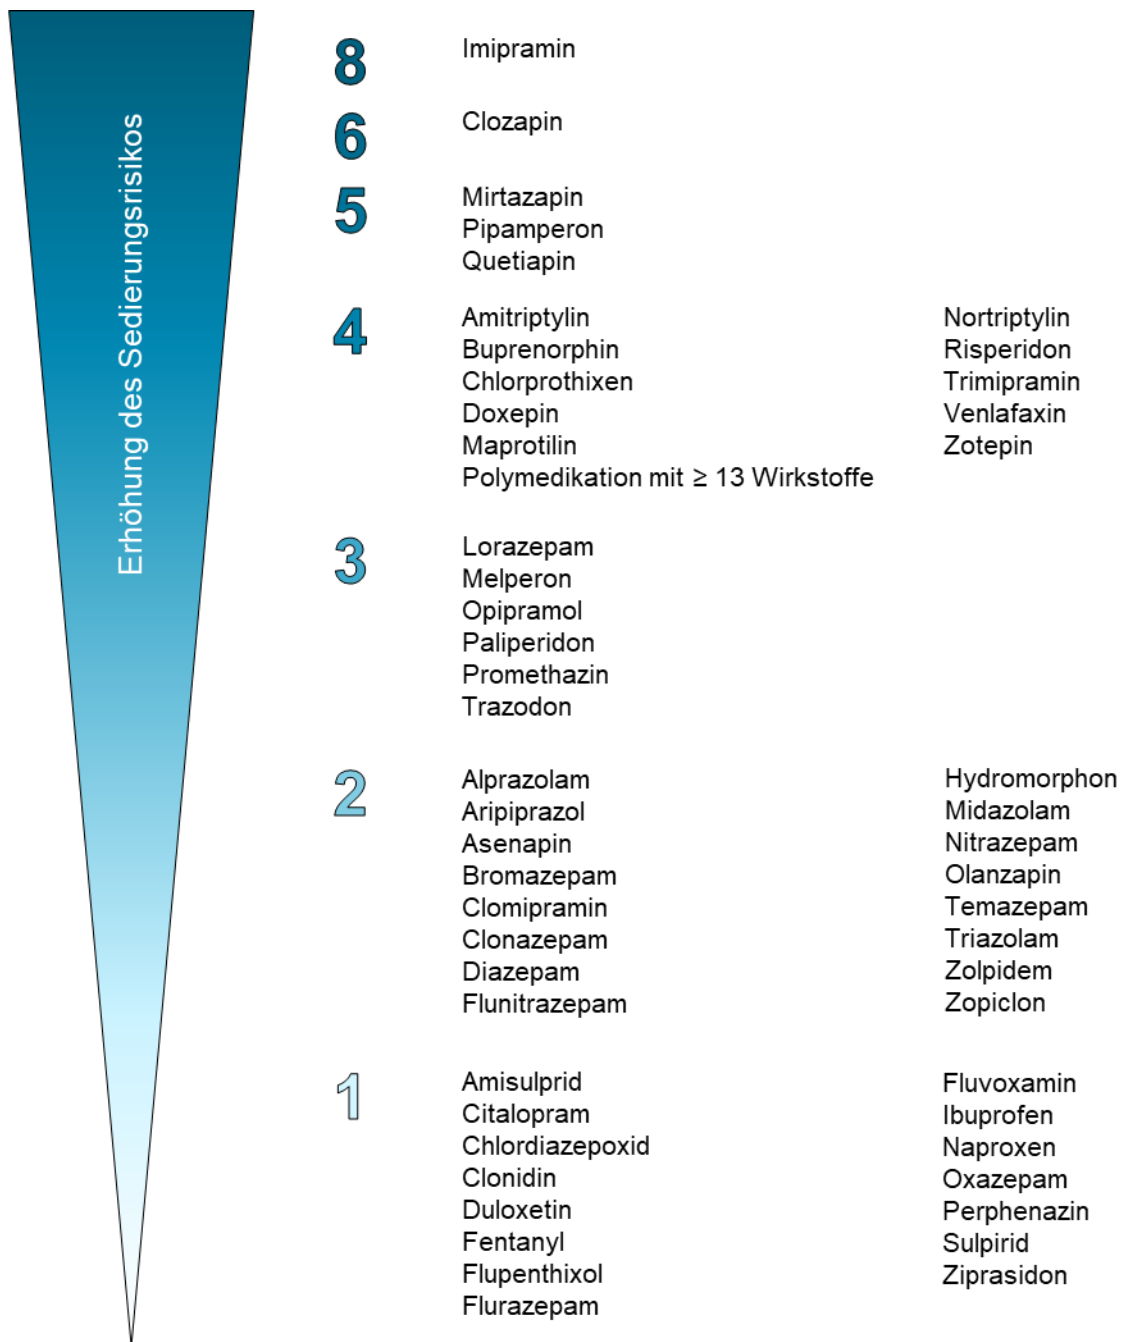 Erhöhung des Sedierungsrisikos
8
Imipramin
6
Clozapin
5
Mirtazapin
Pipamperon
Quetiapin
4
Amitriptylin
Buprenorphin
Chlorprothixen
Doxepin
Maprotilin
Polymedikation mit ≥ 13 Wirkstoffe
Nortriptylin
Risperidon
Trimipramin
Venlafaxin
Zotepin
3
Lorazepam
Melperon
Opipramol
Paliperidon
Promethazin
Trazodon
2
Alprazolam
Aripiprazol
Asenapin
Bromazepam
Clomipramin
Clonazepam
Diazepam
Flunitrazepam
Hydromorphon
Midazolam
Nitrazepam
Olanzapin
Temazepam
Triazolam
Zolpidem
Zopiclon
1
Amisulprid
Citalopram
Chlordiazepoxid
Clonidin
Duloxetin
Fentanyl
Flupenthixol
Flurazepam
Fluvoxamin
Ibuprofen
Naproxen
Oxazepam
Perphenazin
Sulpirid
Ziprasidon